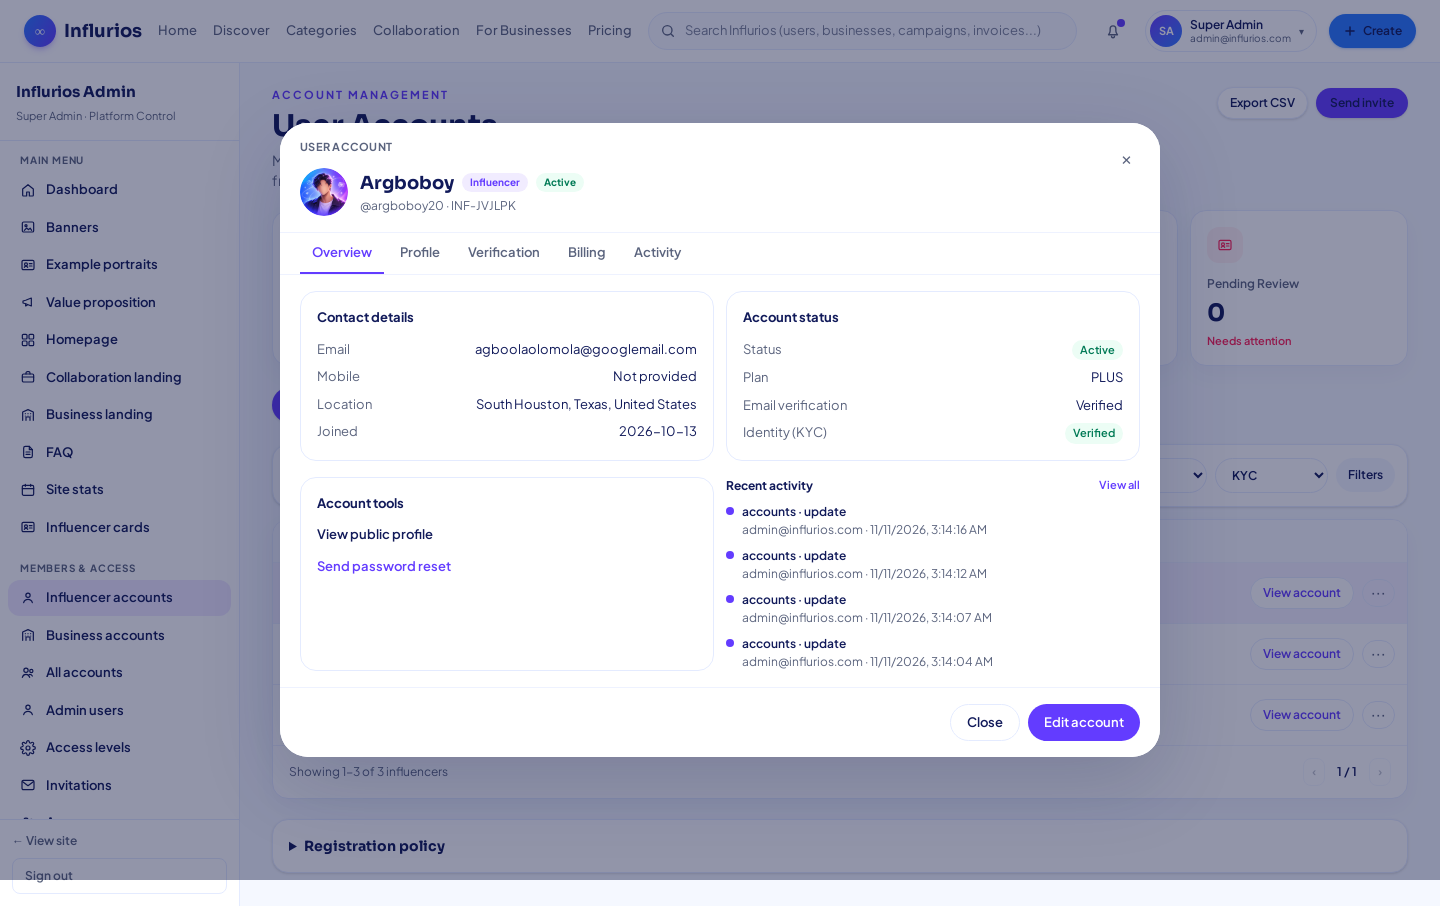 Influrios
Home
Discover
Categories
Collaboration
For Businesses
Pricing
Search Influrios (users, businesses, campaigns, invoices...)
SA
Super Admin
admin@influrios.com
+ Create
Influrios Admin
Super Admin · Platform Control
MAIN MENU
Dashboard
Banners
Example portraits
Value proposition
Homepage
Collaboration landing
Business landing
FAQ
Site stats
Influencer cards
MEMBERS & ACCESS
Influencer accounts
Business accounts
All accounts
Admin users
Access levels
Invitations
← View site
Sign out
ACCOUNT MANAGEMENT
User Accounts
Export CSV
Send invite
Pending Review
0
Needs attention
KYC
Filters
View account
View account
View account
Showing 1–3 of 3 influencers
‹ 1 / 1 ›
Registration policy
USER ACCOUNT
×
Argboboy
Influencer
Active
@argboboy20 · INF-JVJLPK
Overview
Profile
Verification
Billing
Activity
Contact details
Email agboolaolomola@googlemail.com
Mobile Not provided
Location South Houston, Texas, United States
Joined 2026-10-13
Account status
Status Active
Plan PLUS
Email verification Verified
Identity (KYC) Verified
Account tools
View public profile
Send password reset
Recent activity View all
accounts · update
admin@influrios.com · 11/11/2026, 3:14:16 AM
accounts · update
admin@influrios.com · 11/11/2026, 3:14:12 AM
accounts · update
admin@influrios.com · 11/11/2026, 3:14:07 AM
accounts · update
admin@influrios.com · 11/11/2026, 3:14:04 AM
Close
Edit account